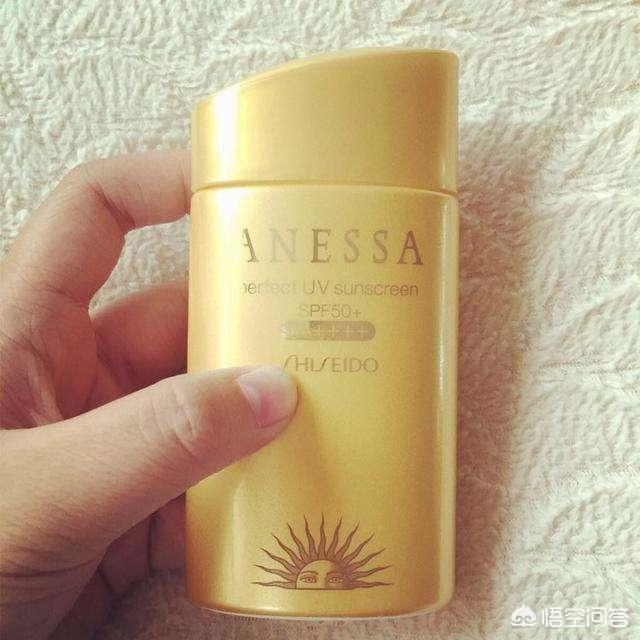 ANESSA
perfect UV sunscreen
SPF50+
++++
SHISEIDO
悟空问答